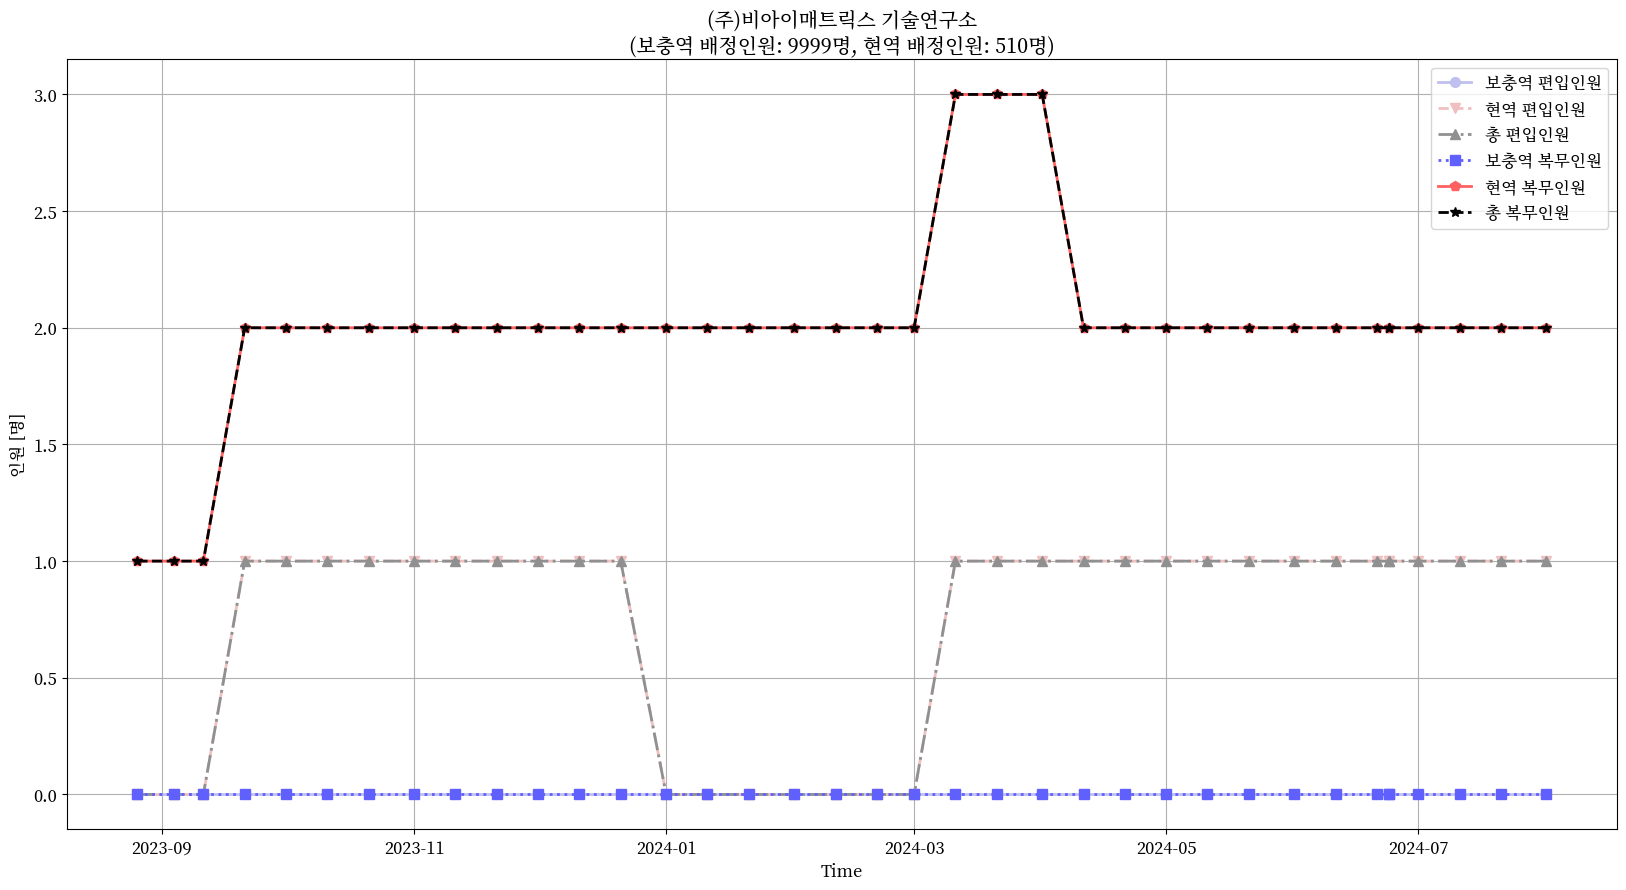 (주)비아이매트릭스 기술연구소
(보충역 배정인원: 9999명, 현역 배정인원: 510명)
보충역 편입인원
현역 편입인원
총 편입인원
보충역 복무인원
현역 복무인원
총 복무인원
인원 [명]
3.0
2.5
2.0
1.5
1.0
0.5
0.0
2023-09
2023-11
2024-01
2024-03
2024-05
2024-07
Time